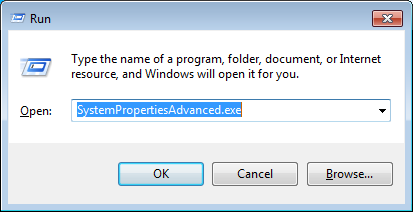 Run
Type the name of a program, folder, document, or Internet
resource, and Windows will open it for you.
Open: SystemPropertiesAdvanced.exe
OK Cancel Browse...